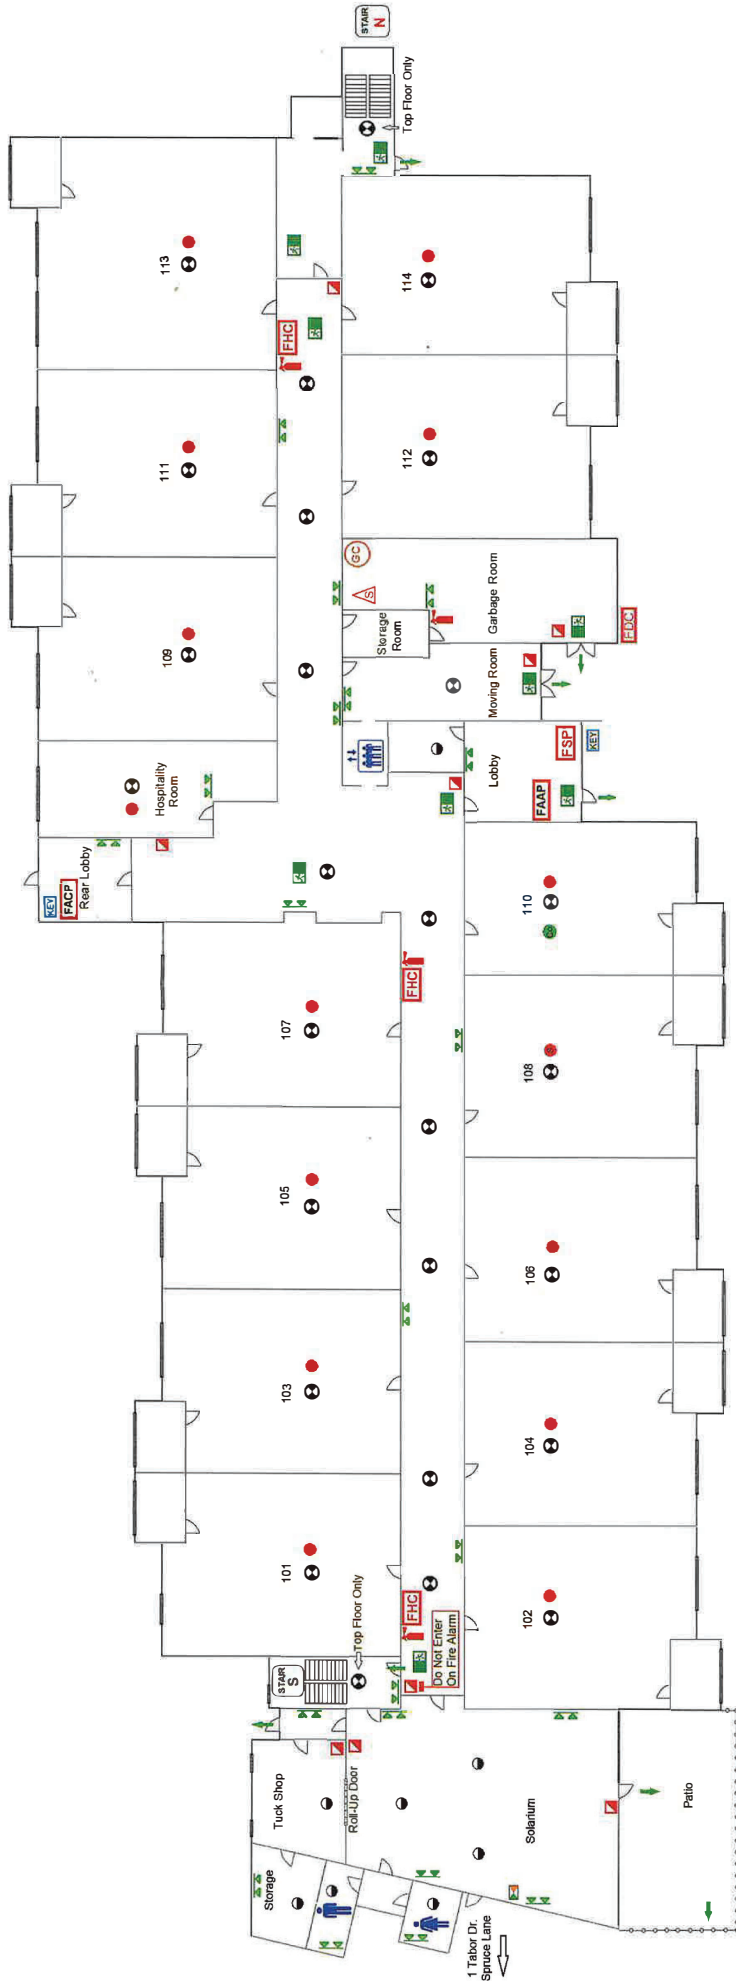 STAIR
N
Top Floor Only
113
FHC
114
111
112
GC
S
109
Storage
Room
Garbage Room
FDC
Moving Room
Hospitality
Room
Lobby
FSP
KEY
FAAP
KEY
FACP
Rear Lobby
110
CO
FHC
107
108
S
105
106
103
104
101
102
Top Floor Only
FHC
Do Not Enter
On Fire Alarm
STAIR
S
Tuck Shop
Roll-Up Door
Storage
Solarium
Patio
1 Tabor Dr.
Spruce Lane